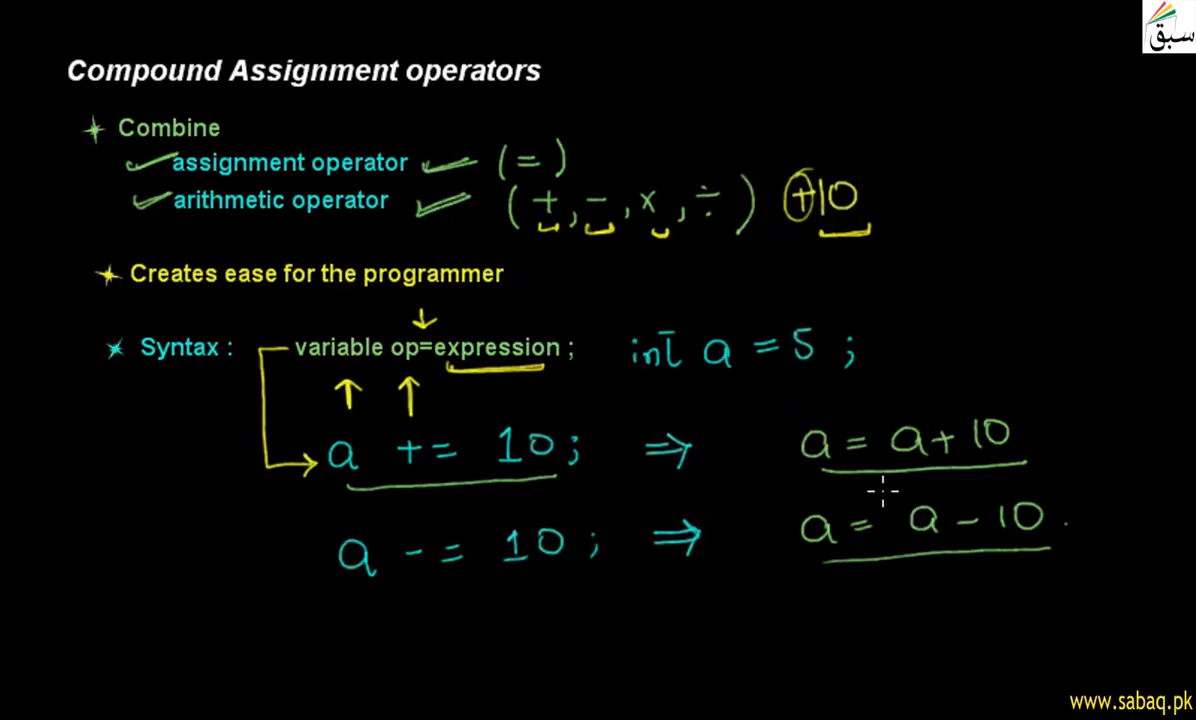 سبق
Compound Assignment operators
Combine
assignment operator (=)
arithmetic operator (+, -, x, ÷) +10
Creates ease for the programmer
Syntax : variable op=expression ; int a = 5 ;
a += 10 ; ⇒ a = a + 10
a -= 10 ; ⇒ a = a - 10 .
www.sabaq.pk